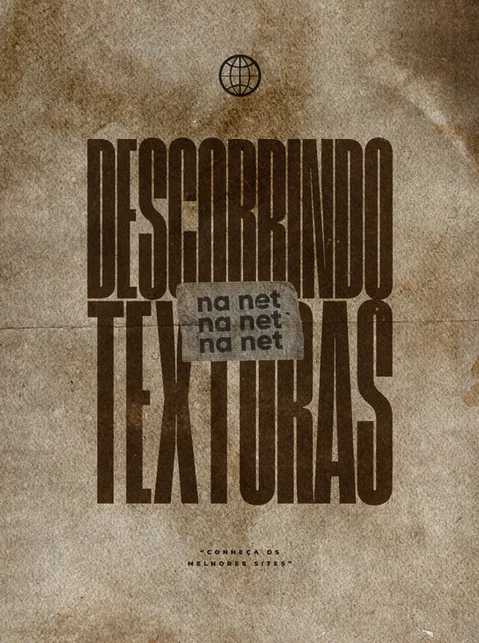 DESCOBRINDO
na net
na net
na net
TEXTURAS
"CONHEÇA OS
MELHORES SITES"